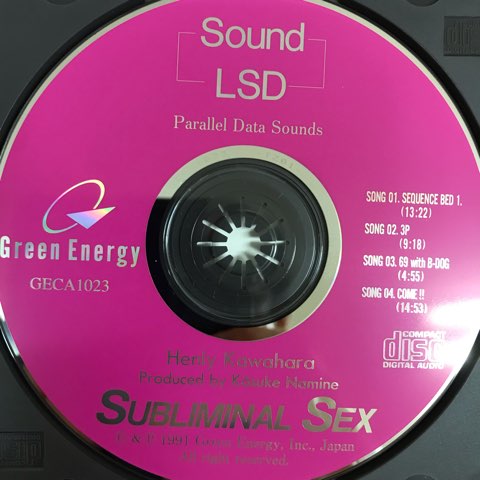 Sound
LSD
Parallel Data Sounds
Green Energy
GECA1023
SONG 01. SEQUENCE BED 1.
(13:22)
SONG 02. 3P
(9:18)
SONG 03. 69 with B-DOG
(4:55)
SONG 04. COME !!
(14:53)
COMPACT
disc
DIGITAL AUDIO
Henly Kawahara
Produced by Kosuke Namine
SUBLIMINAL SEX
C & P 1991 Green Energy, Inc., Japan
All right reserved.